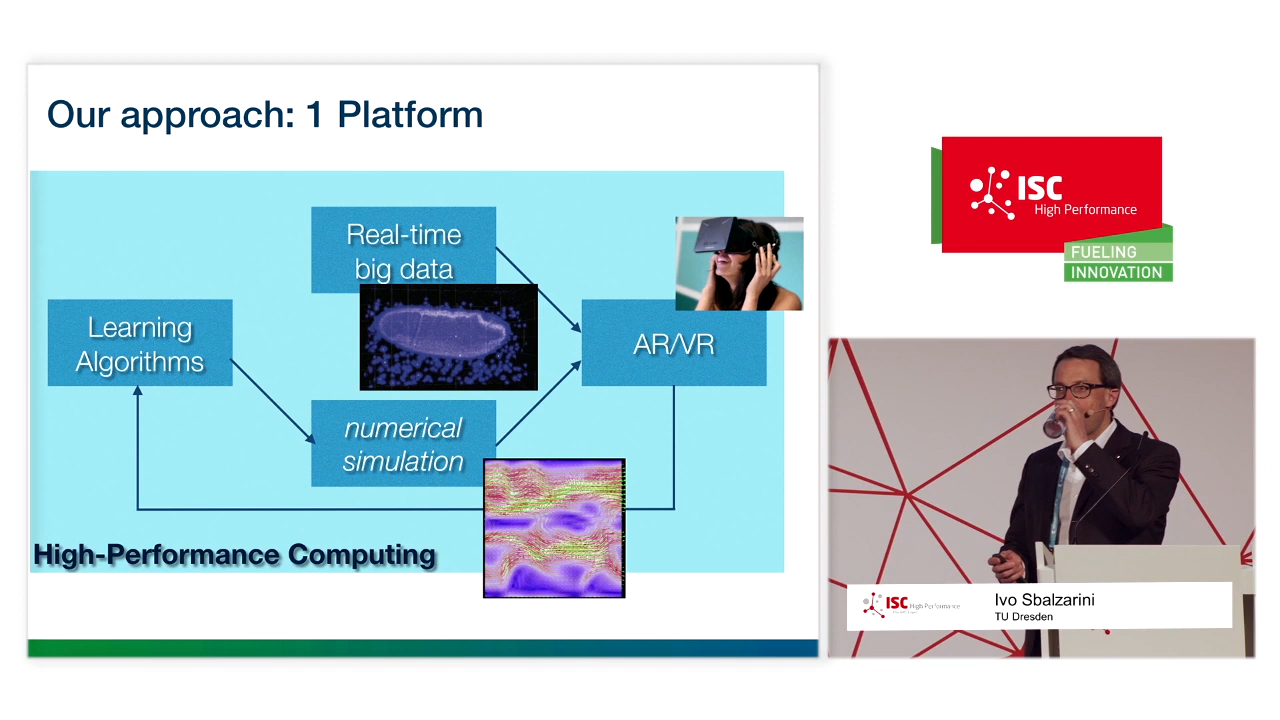 Our approach: 1 Platform
Real-time
big data
Learning
Algorithms
AR/VR
numerical
simulation
High-Performance Computing
ISC
High Performance
FUELING
INNOVATION
ISC High Performance
Ivo Sbalzarini
TU Dresden